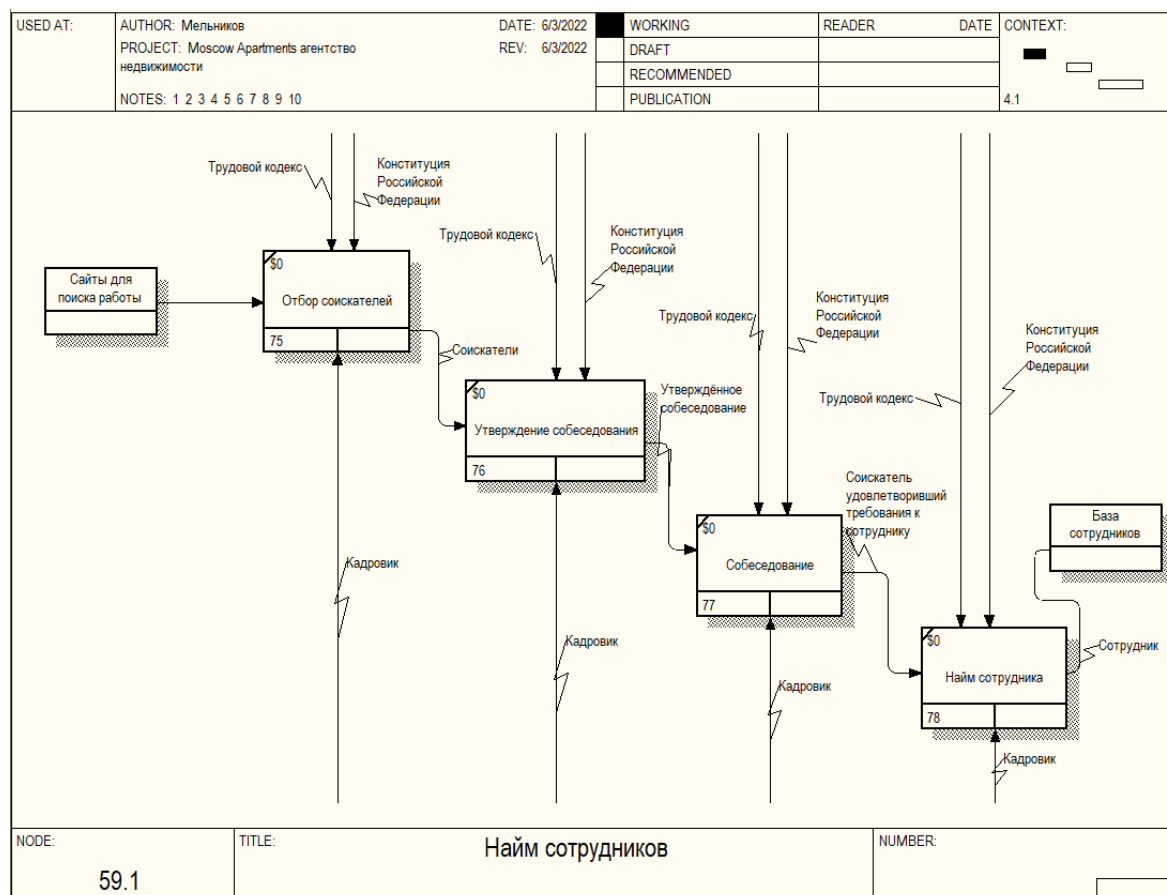 USED AT:
AUTHOR: Мельников
DATE: 6/3/2022
PROJECT: Moscow Apartments агентство
недвижимости
REV: 6/3/2022
NOTES: 1 2 3 4 5 6 7 8 9 10
WORKING
DRAFT
RECOMMENDED
PUBLICATION
READER
DATE
CONTEXT:
4.1
Трудовой кодекс
Конституция
Российской
Федерации
Сайты для
поиска работы
$0
Отбор соискателей
75
Соискатели
Кадровик
Трудовой кодекс
Конституция
Российской
Федерации
$0
Утверждение собеседования
76
Утверждённое
собеседование
Кадровик
Трудовой кодекс
Конституция
Российской
Федерации
$0
Собеседование
77
Соискатель
удовлетворивший
требования к
сотруднику
Кадровик
Трудовой кодекс
Конституция
Российской
Федерации
База
сотрудников
$0
Найм сотрудника
78
Сотрудник
Кадровик
NODE:
59.1
TITLE:
Найм сотрудников
NUMBER: